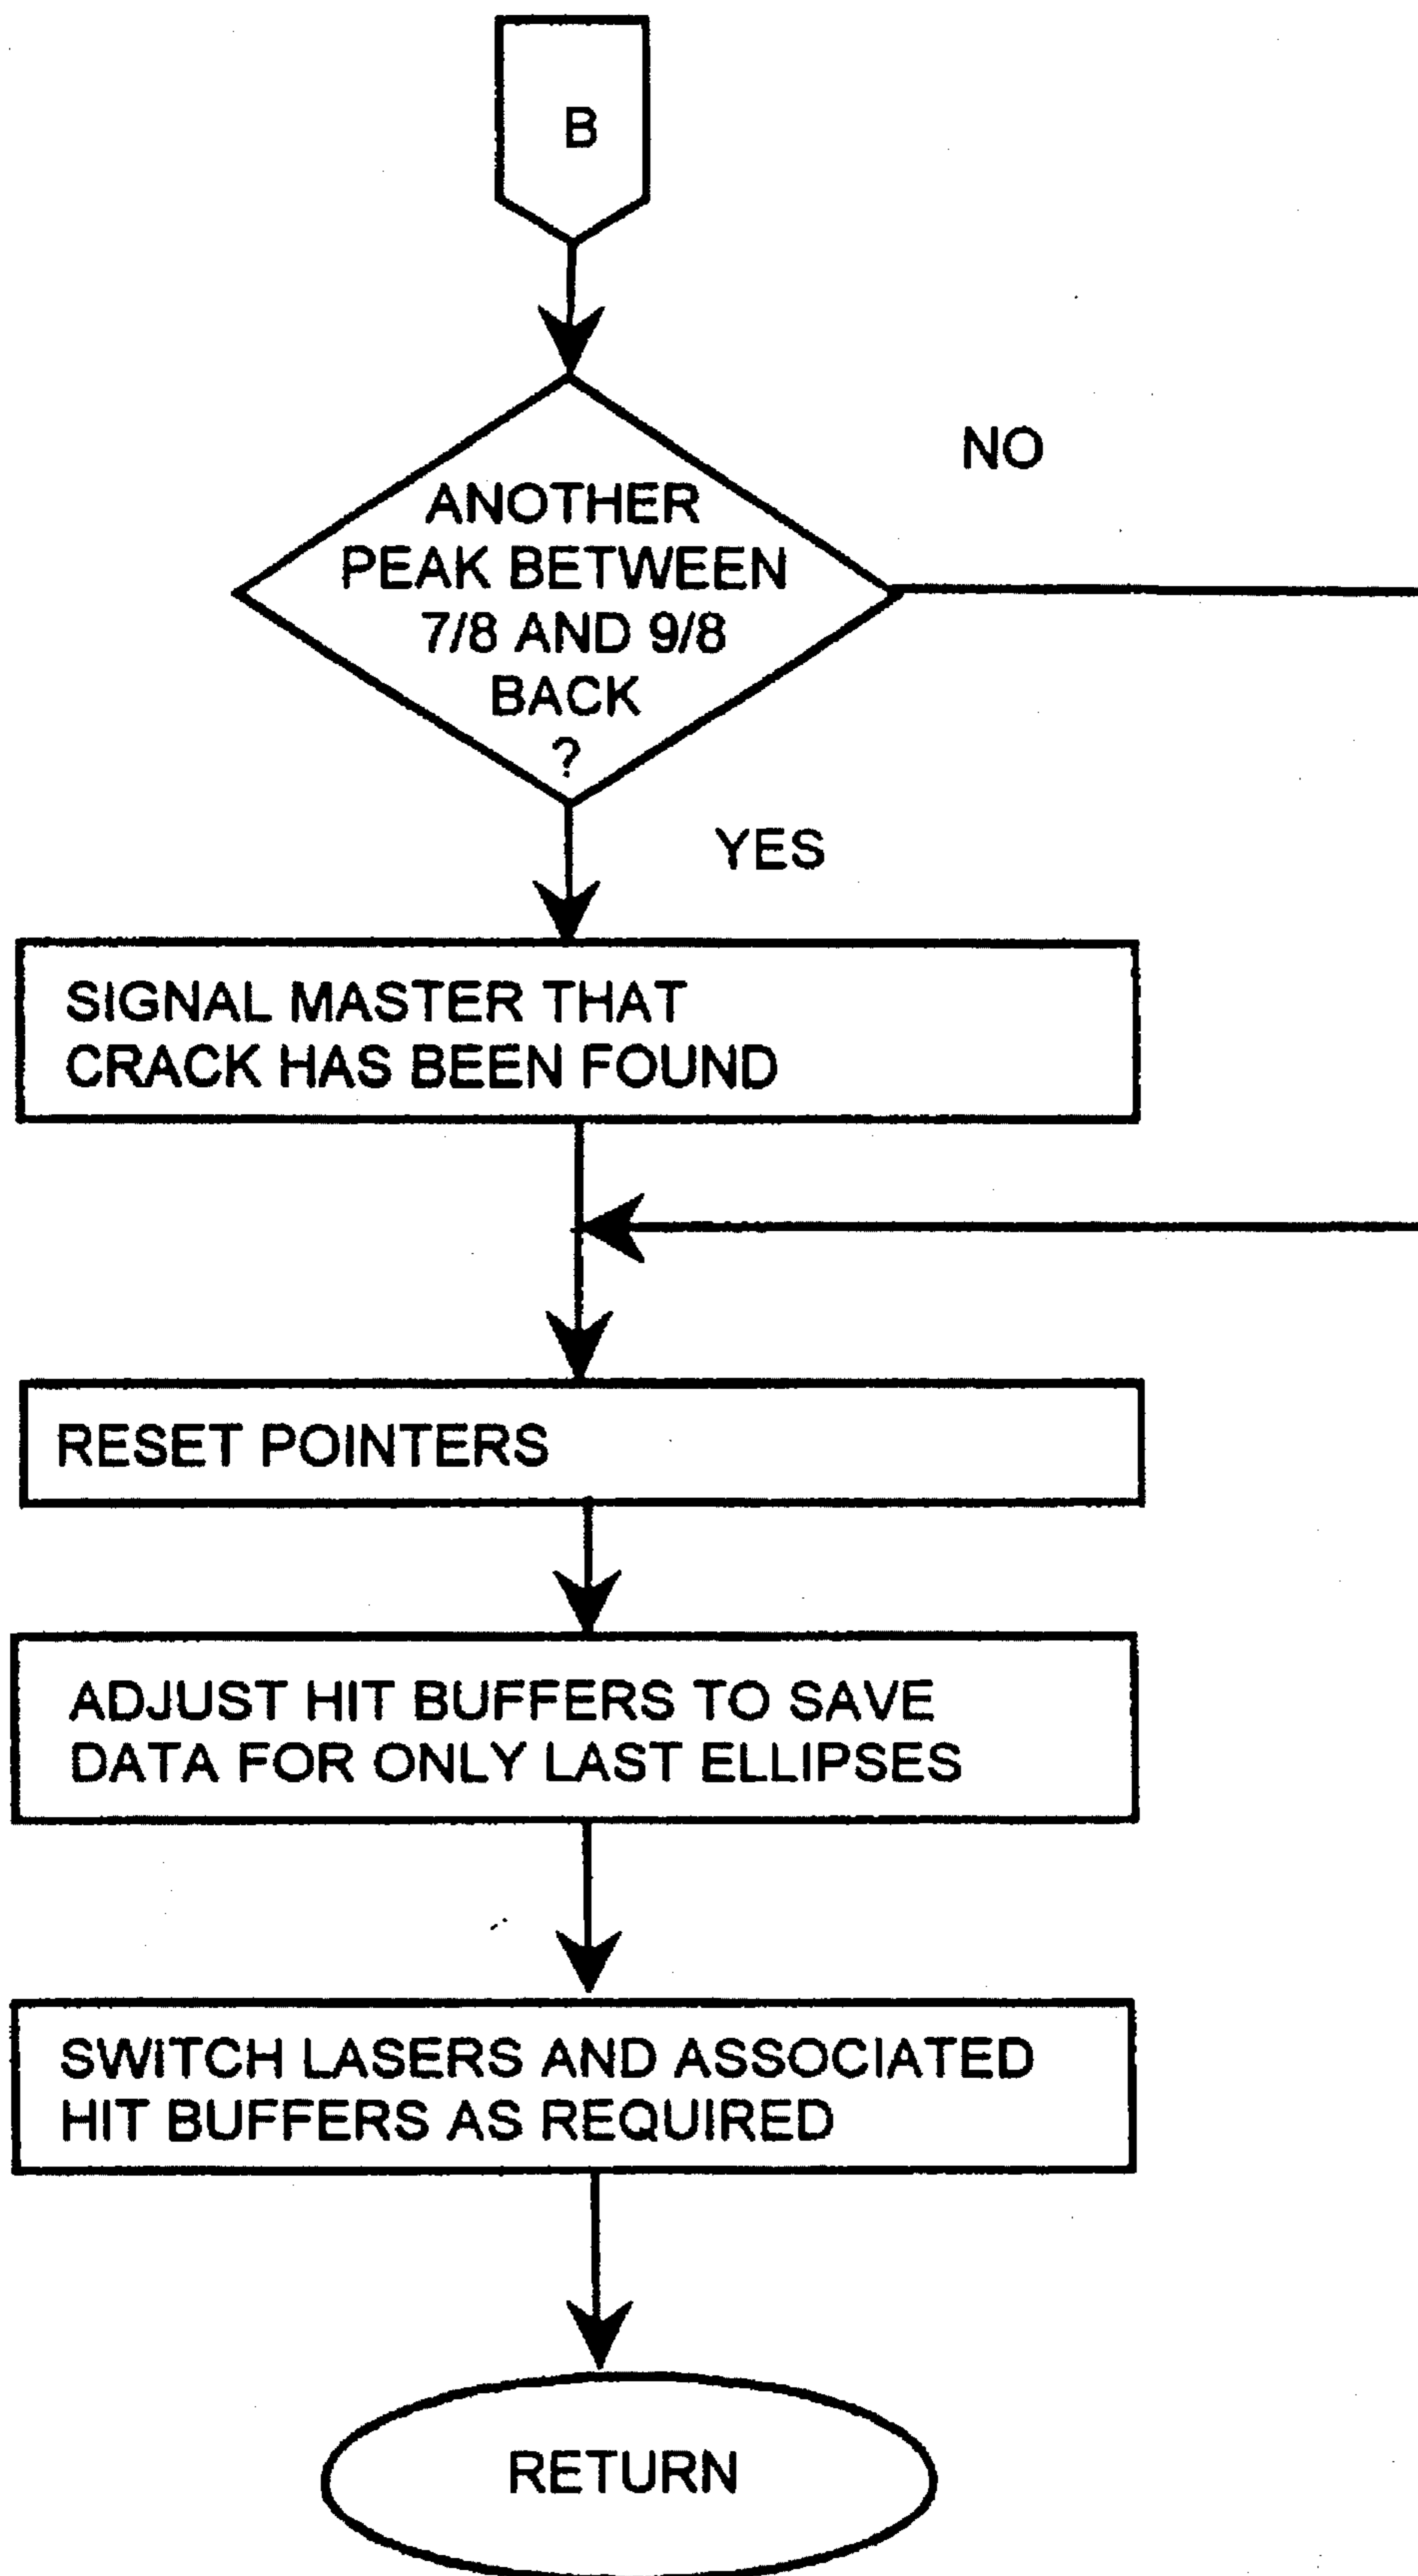 B
NO
ANOTHER
PEAK BETWEEN
7/8 AND 9/8
BACK
?
YES
SIGNAL MASTER THAT
CRACK HAS BEEN FOUND
RESET POINTERS
ADJUST HIT BUFFERS TO SAVE
DATA FOR ONLY LAST ELLIPSES
SWITCH LASERS AND ASSOCIATED
HIT BUFFERS AS REQUIRED
RETURN